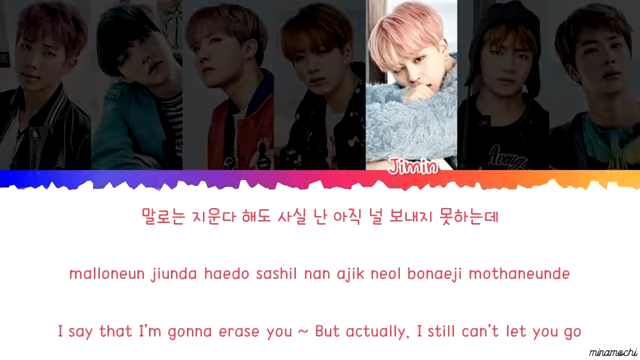 Jimin
말로는 지운다 해도 사실 난 아직 널 보내지 못하는데
malloneun jiunda haedo sashil nan ajik neol bonaeji mothaneunde
I say that I'm gonna erase you ~ But actually, I still can't let you go
minamochi